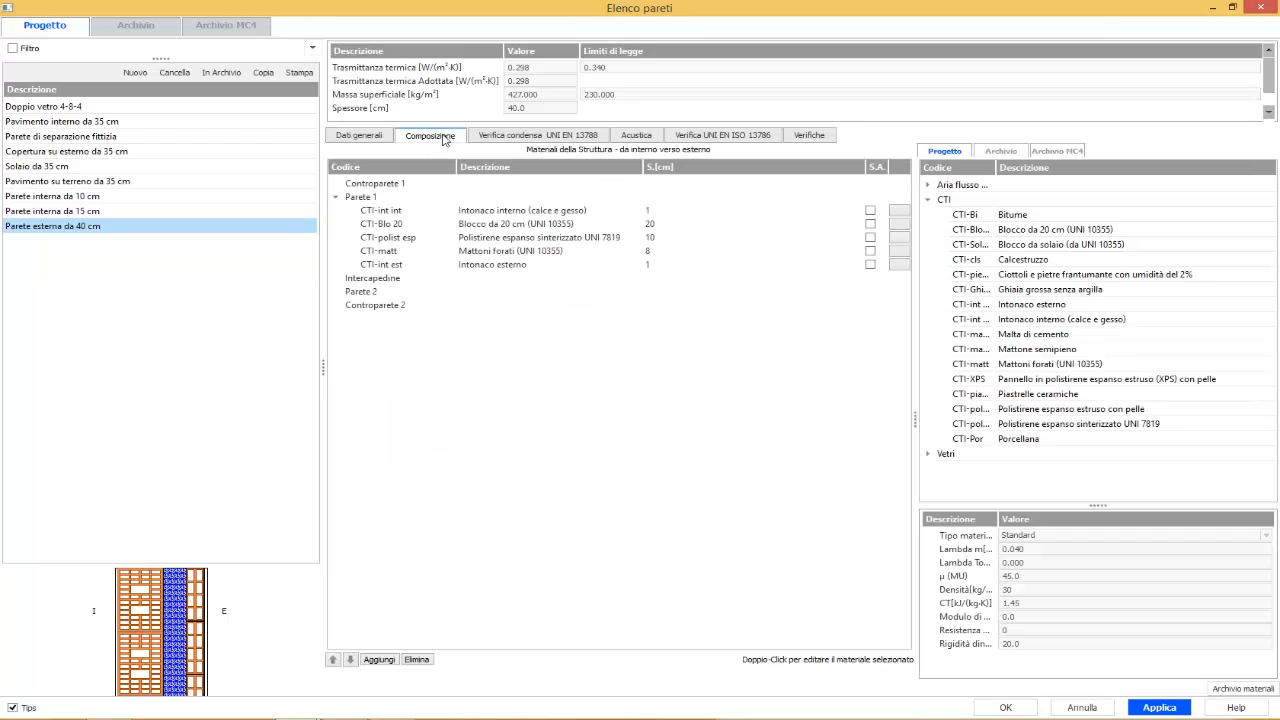 Elenco pareti
Progetto Archivio Archivio MC4
Filtro
Nuovo Cancella In Archivio Copia Stampa
Descrizione
Doppio vetro 4-8-4
Pavimento interno da 35 cm
Parete di separazione fittizia
Copertura su esterno da 35 cm
Solaio da 35 cm
Pavimento su terreno da 35 cm
Parete interna da 10 cm
Parete interna da 15 cm
Parete esterna da 40 cm
I E
Tips
Descrizione Valore Limiti di legge
Trasmittanza termica [W/(m²·K)] 0.298 0.340
Trasmittanza termica Adottata [W/(m²·K)] 0.298
Massa superficiale [kg/m²] 427.000 230.000
Spessore [cm] 40.0
Dati generali Composizione Verifica condensa UNI EN 13788 Acustica Verifica UNI EN ISO 13786 Verifiche
Materiali della Struttura - da interno verso esterno
Codice Descrizione S.[cm] S.A.
Controparete 1
Parete 1
CTI-int int Intonaco interno (calce e gesso) 1
CTI-Blo 20 Blocco da 20 cm (UNI 10355) 20
CTI-polist esp Polistirene espanso sinterizzato UNI 7819 10
CTI-matt Mattoni forati (UNI 10355) 8
CTI-int est Intonaco esterno 1
Intercapedine
Parete 2
Controparete 2
Aggiungi Elimina Doppio-Click per editare il materiale selezionato
Progetto Archivio Archivio MC4
Codice Descrizione
Aria flusso ...
CTI
CTI-Bi Bitume
CTI-Blo... Blocco da 20 cm (UNI 10355)
CTI-Sol... Blocco da solaio (da UNI 10355)
CTI-cls Calcestruzzo
CTI-pie... Ciottoli e pietre frantumante con umidità del 2%
CTI-Ghi... Ghiaia grossa senza argilla
CTI-int ... Intonaco esterno
CTI-int ... Intonaco interno (calce e gesso)
CTI-ma... Malta di cemento
CTI-ma... Mattone semipieno
CTI-matt Mattoni forati (UNI 10355)
CTI-XPS Pannello in polistirene espanso estruso (XPS) con pelle
CTI-pia... Piastrelle ceramiche
CTI-pol... Polistirene espanso estruso con pelle
CTI-pol... Polistirene espanso sinterizzato UNI 7819
CTI-Por Porcellana
Vetri
Descrizione Valore
Tipo materi... Standard
Lambda m[... 0.040
Lambda To... 0.000
µ (MU) 45.0
Densità[kg/... 30
CT[kJ/(kg·K)] 1.45
Modulo di ... 0.0
Resistenza ... 0
Rigidità din... 20.0
Archivio materiali
OK Annulla Applica Help